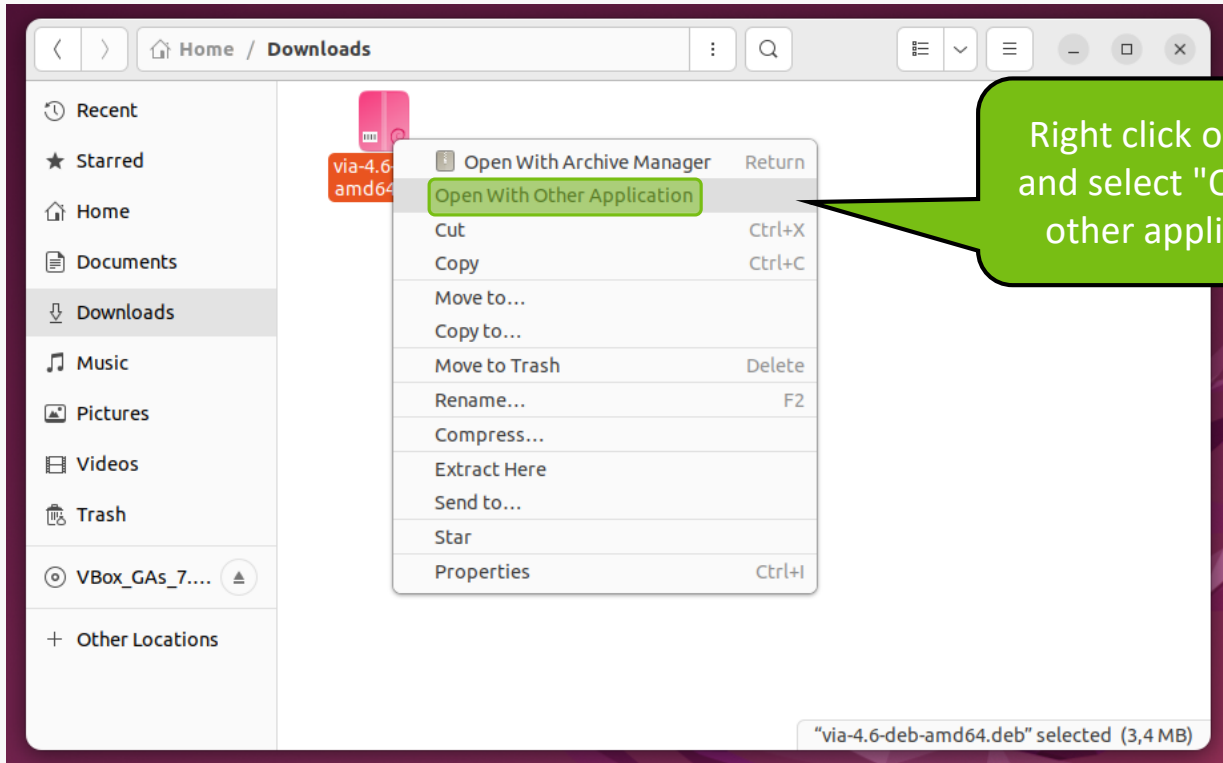 Home / Downloads
Recent
Starred
Home
Documents
Downloads
Music
Pictures
Videos
Trash
VBox_GAs_7....
Other Locations
via-4.6-
amd64
Open With Archive Manager Return
Open With Other Application
Cut Ctrl+X
Copy Ctrl+C
Move to…
Copy to…
Move to Trash Delete
Rename… F2
Compress…
Extract Here
Send to…
Star
Properties Ctrl+I
Right click o
and select "O
other appli
“via-4.6-deb-amd64.deb” selected (3,4 MB)